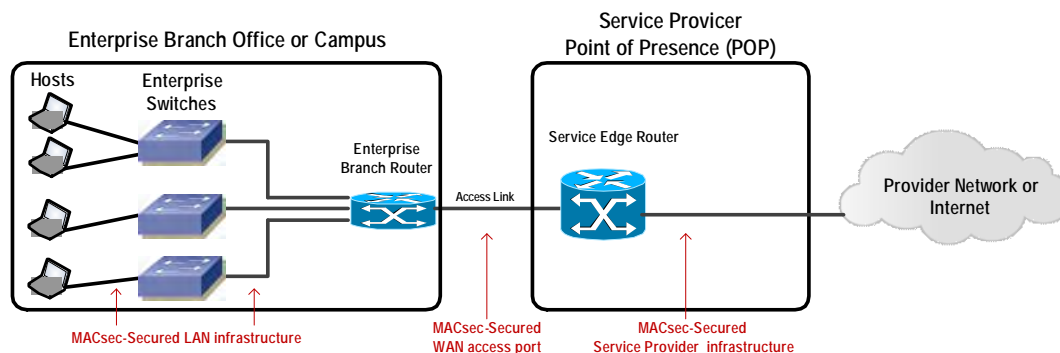 Enterprise Branch Office or Campus
Service Provicer
Point of Presence (POP)
Hosts
Enterprise
Switches
Enterprise
Branch Router
Access Link
Service Edge Router
Provider Network or
Internet
MACsec-Secured LAN infrastructure
MACsec-Secured
WAN access port
MACsec-Secured
Service Provider infrastructure